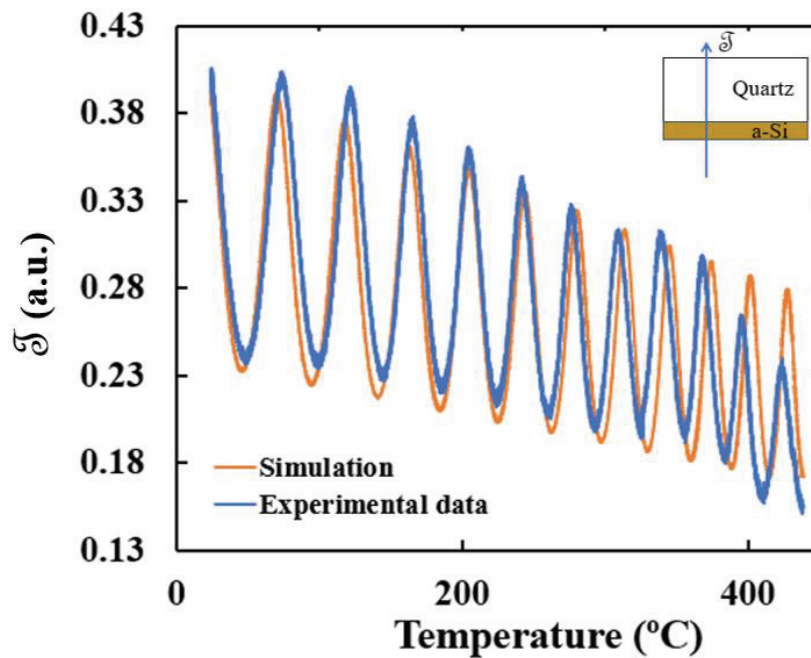 0.43
0.38
0.33
0.28
0.23
0.18
0.13
𝒯 (a.u.)
𝒯
Quartz
a-Si
Simulation
Experimental data
0
200
400
Temperature (ºC)